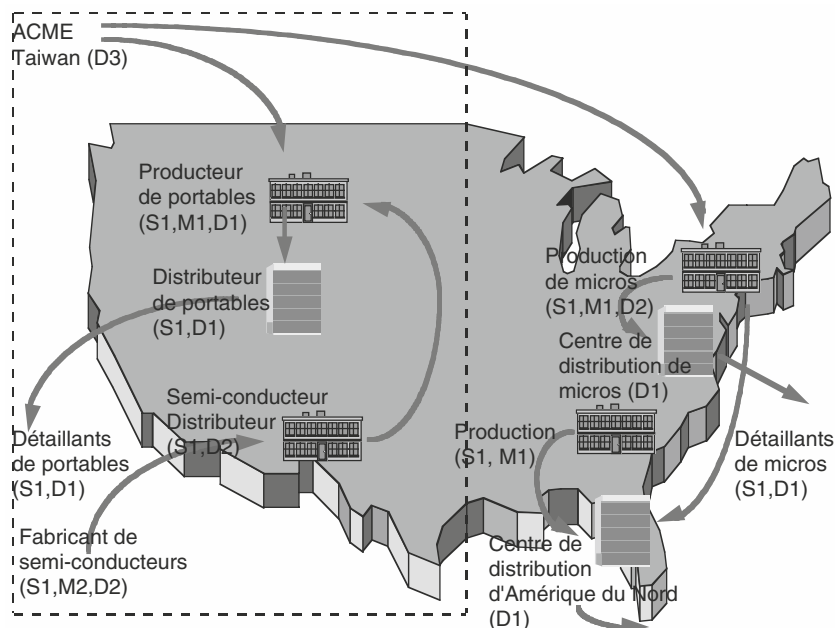 ACME
Taiwan (D3)
Producteur
de portables
(S1,M1,D1)
Distributeur
de portables
(S1,D1)
Semi-conducteur
Distributeur
(S1,D2)
Détaillants
de portables
(S1,D1)
Fabricant de
semi-conducteurs
(S1,M2,D2)
Production
de micros
(S1,M1,D2)
Centre de
distribution de
micros (D1)
Production
(S1, M1)
Détaillants
de micros
(S1,D1)
Centre de
distribution
d'Amérique du Nord
(D1)